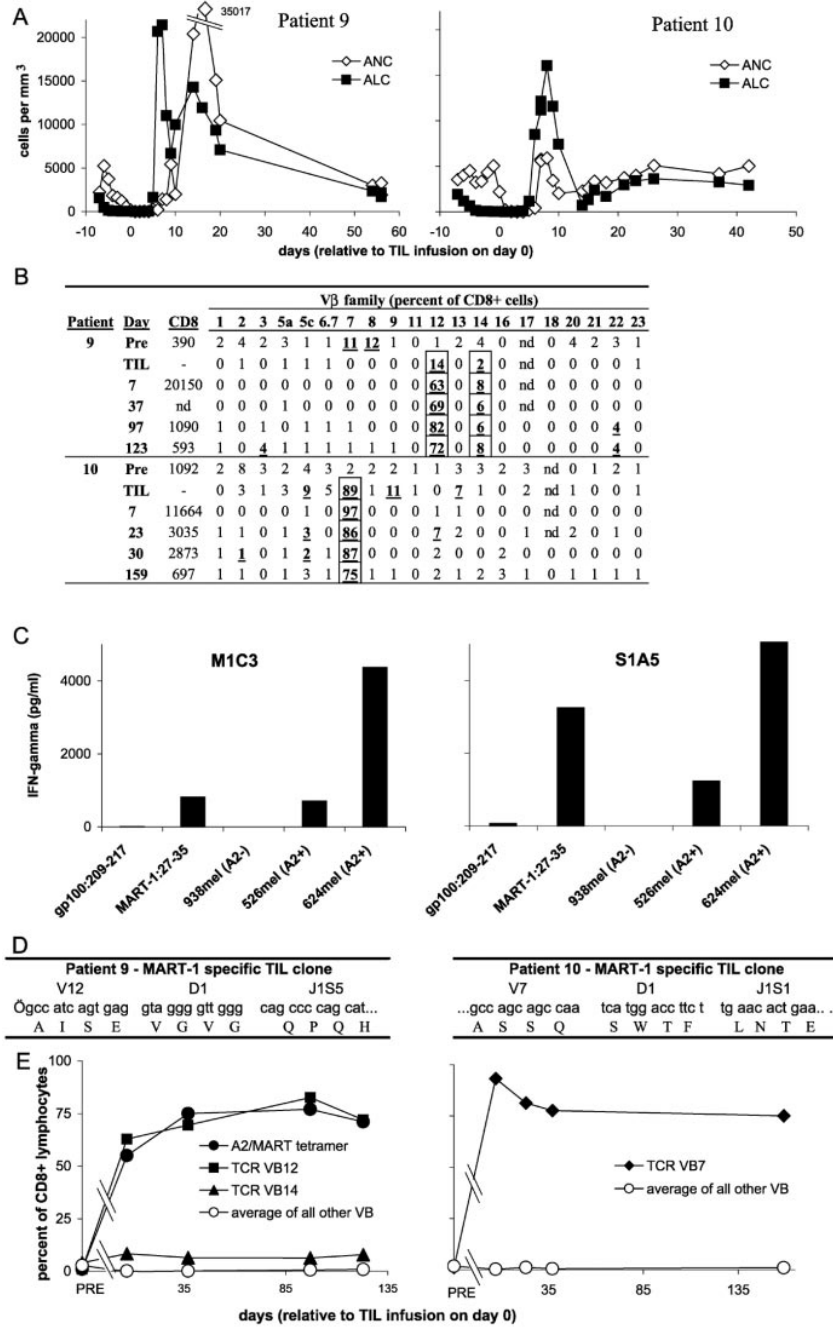 A
Patient 9
Patient 10
35017
ANC
ALC
ANC
ALC
cells per mm 3
20000
15000
10000
5000
0
-10 0 10 20 30 40 50 60
-10 0 10 20 30 40 50
days (relative to TIL infusion on day 0)
B
Vβ family (percent of CD8+ cells)
Patient Day CD8 1 2 3 5a 5c 6.7 7 8 9 11 12 13 14 16 17 18 20 21 22 23
9 Pre 390 2 4 2 3 1 1 11 12 1 0 1 2 4 0 nd 0 4 2 3 1
TIL - 0 1 0 1 1 1 0 1 0 0 14 0 2 0 nd 0 0 0 0 1
7 20150 0 0 0 0 0 0 0 0 0 0 63 0 8 0 nd 0 0 0 0 0
37 nd 0 0 0 1 0 0 0 0 0 0 69 0 6 0 nd 0 0 0 0 0
97 1090 0 1 0 1 0 0 0 0 0 0 82 0 6 0 0 0 0 0 4 0
123 593 0 3 4 1 1 1 1 1 1 0 72 0 8 0 0 0 0 0 4 0
10 Pre 1092 2 8 3 2 4 3 2 2 2 1 1 3 3 2 3 nd 0 1 2 1
TIL - 0 3 1 3 9 5 89 1 11 1 0 7 1 0 2 nd 1 0 0 1
7 11664 0 0 0 0 1 0 97 0 0 0 1 1 0 0 0 0 0 0 0 0
23 3035 1 1 0 1 3 0 86 0 0 0 7 2 0 0 1 nd 2 0 1 0
30 2873 1 1 0 1 2 1 87 0 0 0 2 0 0 2 0 0 0 0 0 0
159 697 1 1 0 1 3 1 75 1 1 0 2 1 2 3 1 0 1 1 1 1
C
M1C3
S1A5
IFN-gamma (pg/ml)
4000
2000
0
gp100:209-217
MART-1:27-35
938mel (A2-)
526mel (A2+)
624mel (A2+)
gp100:209-217
MART-1:27-35
938mel (A2-)
526mel (A2+)
624mel (A2+)
D
Patient 9 - MART-1 specific TIL clone
V12 D1 J1S5
Ögcc atc agt gag gta ggg gtt ggg cag ccc cag cat...
A I S E V G V G Q P Q H
Patient 10 - MART-1 specific TIL clone
V7 D1 J1S1
...gcc agc agc caa tca tgg acc ttc t tg aac act gaa.. .
A S S Q S W T F L N T E
E
percent of CD8+ lymphocytes
100
75
50
25
0
A2/MART tetramer
TCR VB12
TCR VB14
average of all other VB
TCR VB7
average of all other VB
PRE 35 85 135
PRE 35 85 135
days (relative to TIL infusion on day 0)